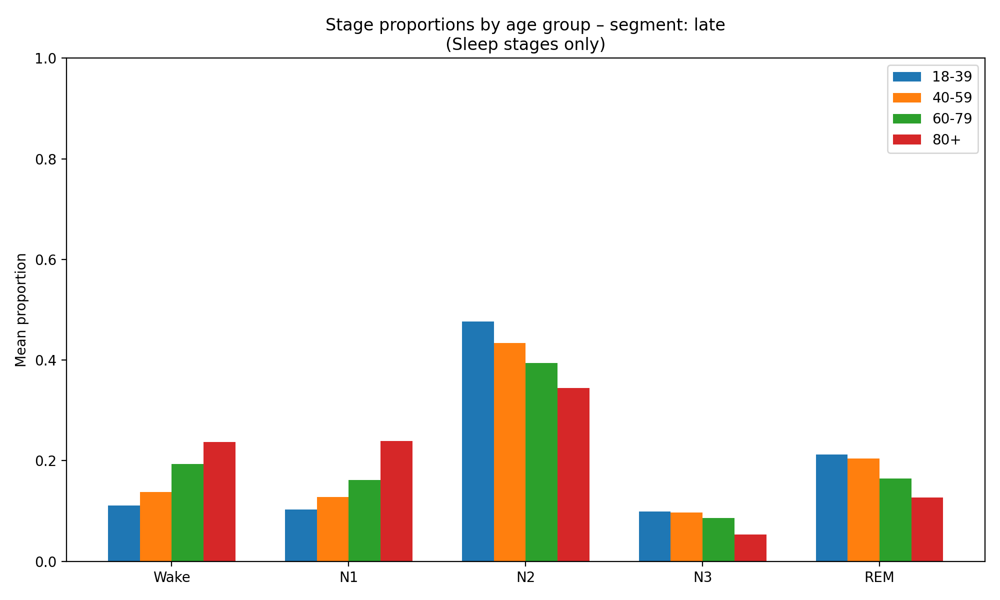 Stage proportions by age group – segment: late
(Sleep stages only)
Mean proportion
1.0
0.8
0.6
0.4
0.2
0.0
18-39
40-59
60-79
80+
Wake
N1
N2
N3
REM